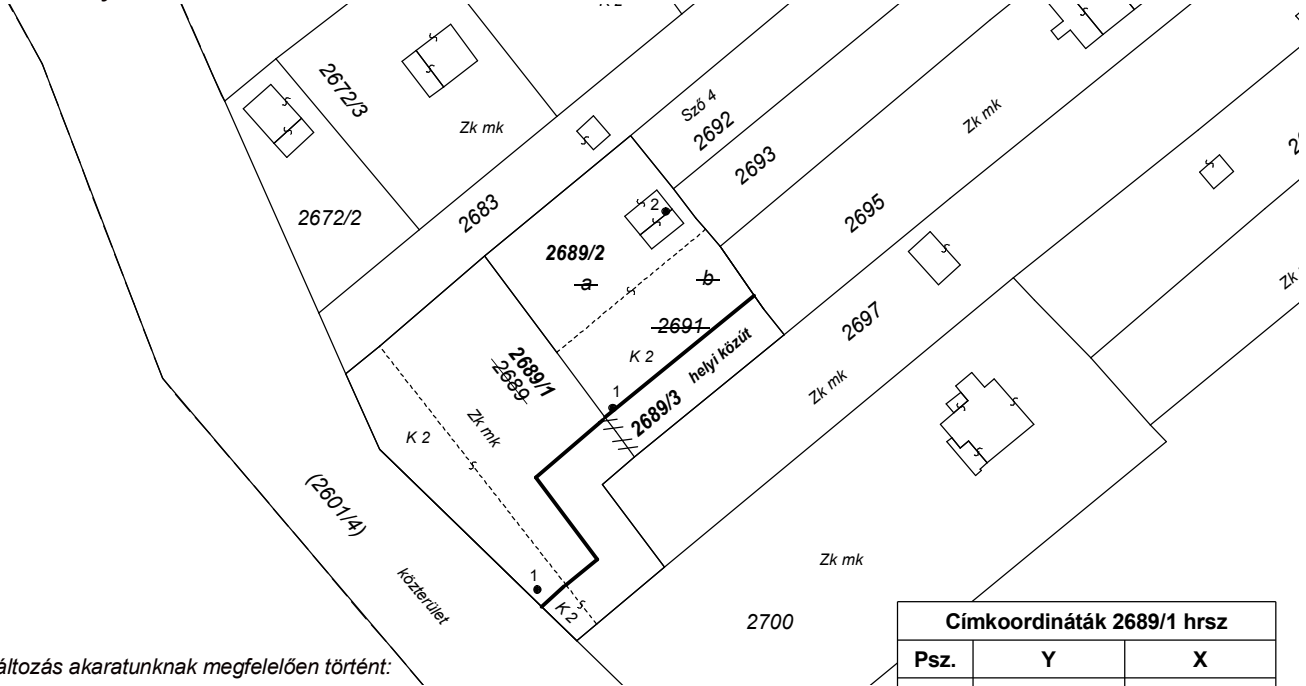 2672/3
Zk mk
Sző 4
2692
Zk mk
2693
2672/2
2683
2
2695
2689/2
a
b
2691
K 2
2697
helyi közút
2689/1
2689
1
2689/3
Zk mk
Zk mk
K 2
(2601/4)
Zk mk
1
közterület
K 2
2700
Címkoordináták 2689/1 hrsz
Psz. Y X
áltozás akaratunknak megfelelően történt: